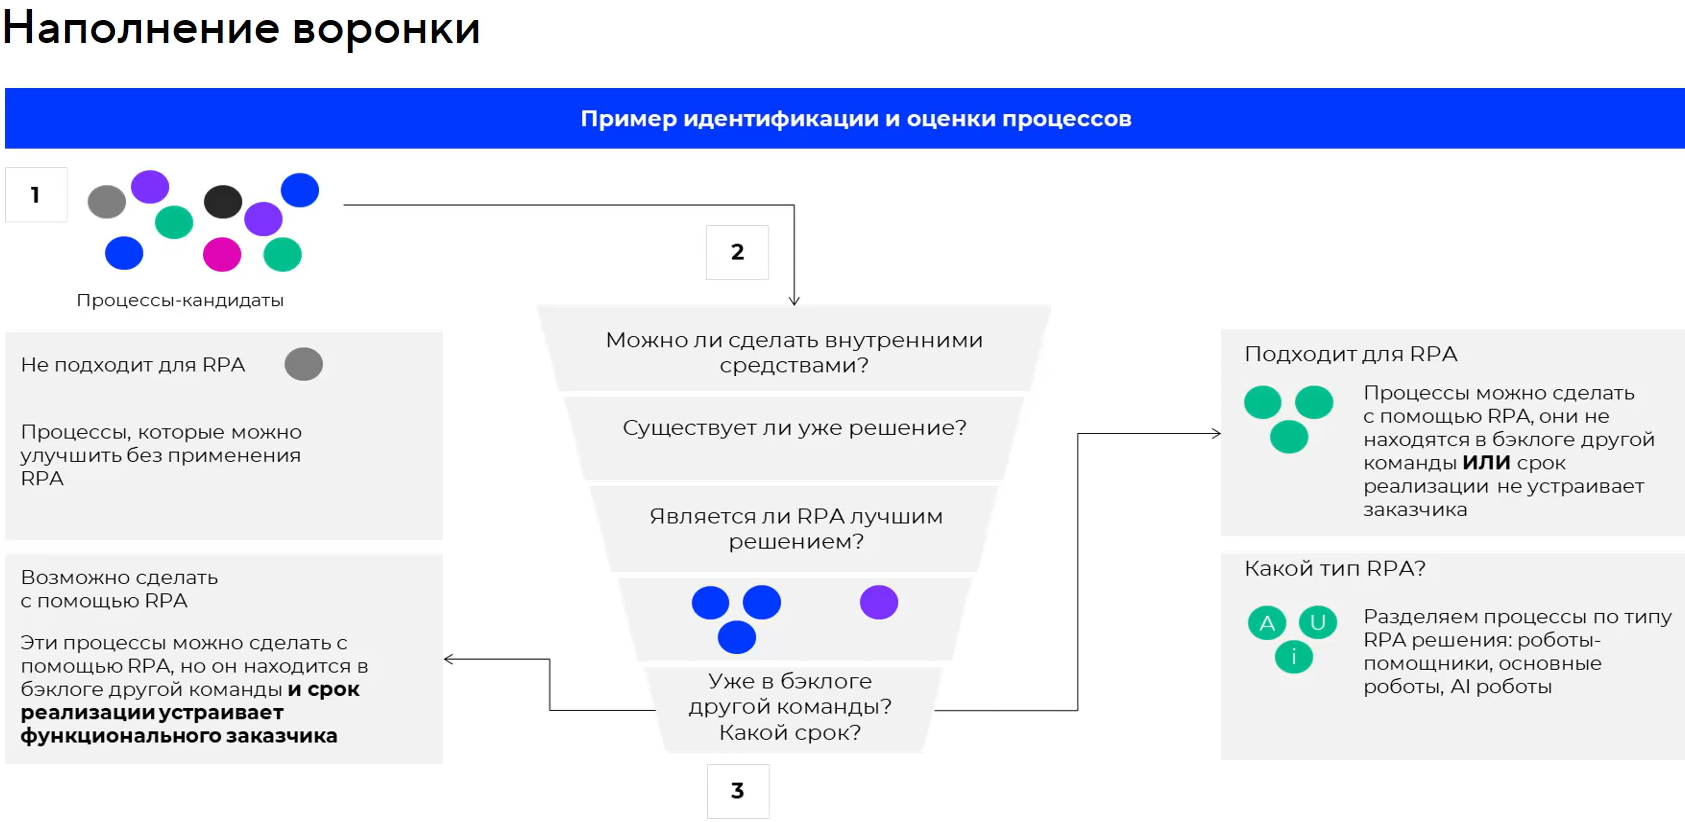 Наполнение воронки
Пример идентификации и оценки процессов
1
Процессы-кандидаты
2
Не подходит для RPA
Процессы, которые можно
улучшить без применения
RPA
Возможно сделать
с помощью RPA
Эти процессы можно сделать с
помощью RPA, но он находится в
бэклоге другой команды и срок
реализации устраивает
функционального заказчика
Можно ли сделать внутренними
средствами?
Существует ли уже решение?
Является ли RPA лучшим
решением?
Уже в бэклоге
другой команды?
Какой срок?
3
Подходит для RPA
Процессы можно сделать
с помощью RPA, они не
находятся в бэклоге другой
команды ИЛИ срок
реализации не устраивает
заказчика
Какой тип RPA?
A
U
i
Разделяем процессы по типу
RPA решения: роботы-
помощники, основные
роботы, AI роботы